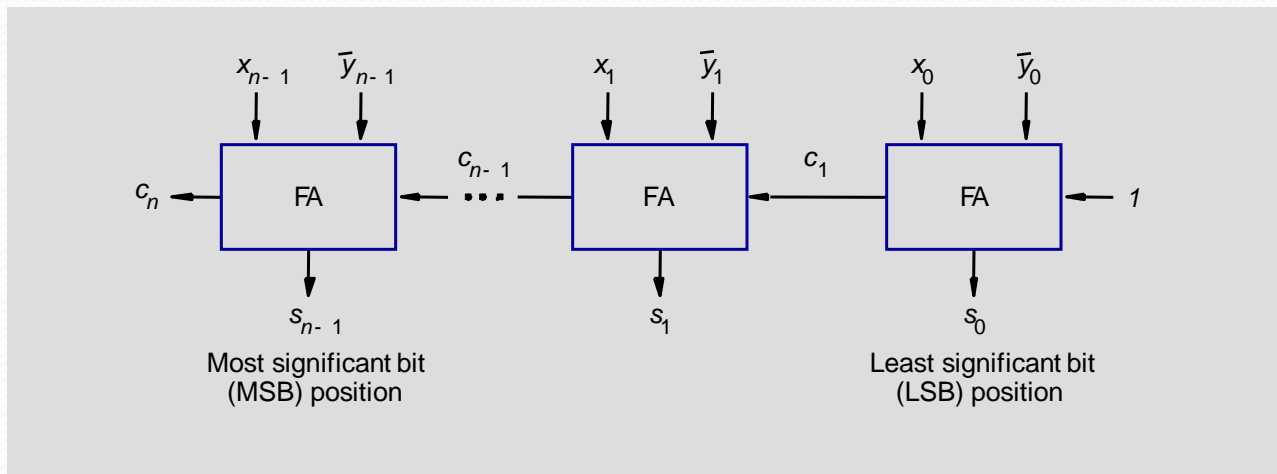 x_{n-1} ȳ_{n-1} x_1 ȳ_1 x_0 ȳ_0
c_n FA c_{n-1} ... FA c_1 FA 1
s_{n-1} s_1 s_0
Most significant bit Least significant bit
(MSB) position (LSB) position